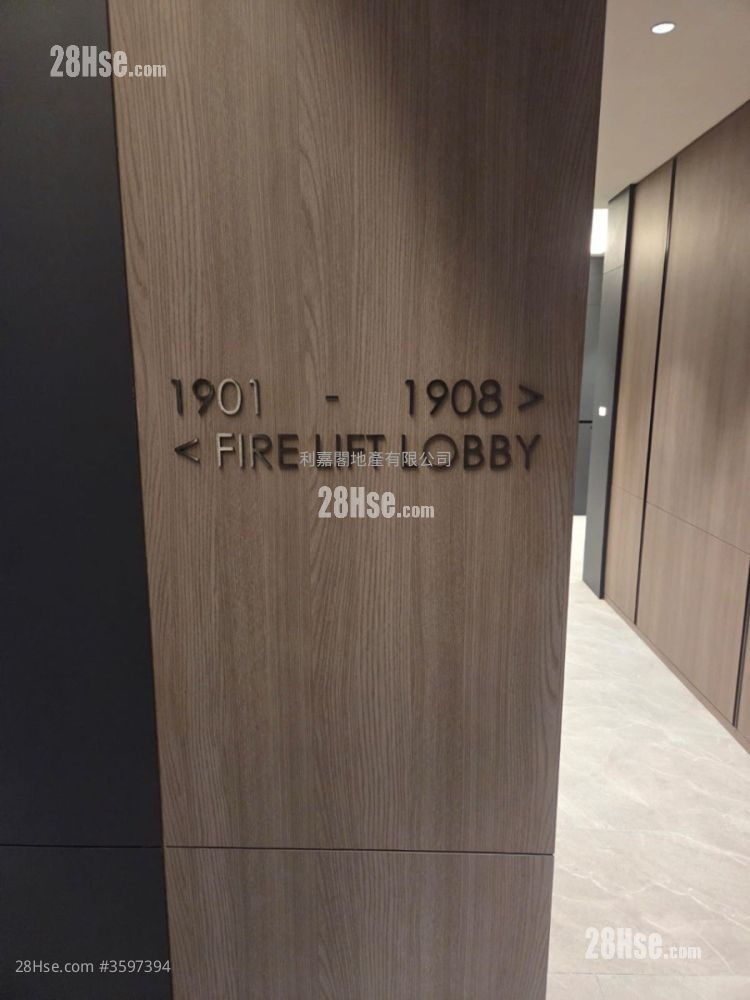 28Hse.com
1901 - 1908 >
< FIRE LIFT LOBBY
利嘉閣地產有限公司
28Hse.com
28Hse.com
28Hse.com #3597394